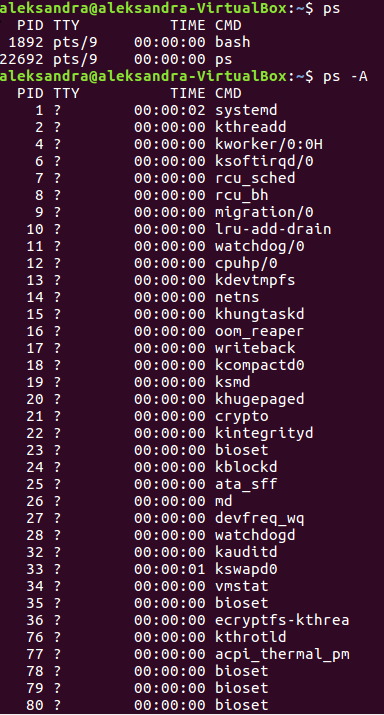 aleksandra@aleksandra-VirtualBox:~$ ps
PID TTY TIME CMD
1892 pts/9 00:00:00 bash
22692 pts/9 00:00:00 ps
aleksandra@aleksandra-VirtualBox:~$ ps -A
PID TTY TIME CMD
1 ? 00:00:02 systemd
2 ? 00:00:00 kthreadd
4 ? 00:00:00 kworker/0:0H
6 ? 00:00:00 ksoftirqd/0
7 ? 00:00:00 rcu_sched
8 ? 00:00:00 rcu_bh
9 ? 00:00:00 migration/0
10 ? 00:00:00 lru-add-drain
11 ? 00:00:00 watchdog/0
12 ? 00:00:00 cpuhp/0
13 ? 00:00:00 kdevtmpfs
14 ? 00:00:00 netns
15 ? 00:00:00 khungtaskd
16 ? 00:00:00 oom_reaper
17 ? 00:00:00 writeback
18 ? 00:00:00 kcompactd0
19 ? 00:00:00 ksmd
20 ? 00:00:00 khugepaged
21 ? 00:00:00 crypto
22 ? 00:00:00 kintegrityd
23 ? 00:00:00 bioset
24 ? 00:00:00 kblockd
25 ? 00:00:00 ata_sff
26 ? 00:00:00 md
27 ? 00:00:00 devfreq_wq
28 ? 00:00:00 watchdogd
32 ? 00:00:00 kauditd
33 ? 00:00:01 kswapd0
34 ? 00:00:00 vmstat
35 ? 00:00:00 bioset
36 ? 00:00:00 ecryptfs-kthrea
76 ? 00:00:00 kthrotld
77 ? 00:00:00 acpi_thermal_pm
78 ? 00:00:00 bioset
79 ? 00:00:00 bioset
80 ? 00:00:00 bioset